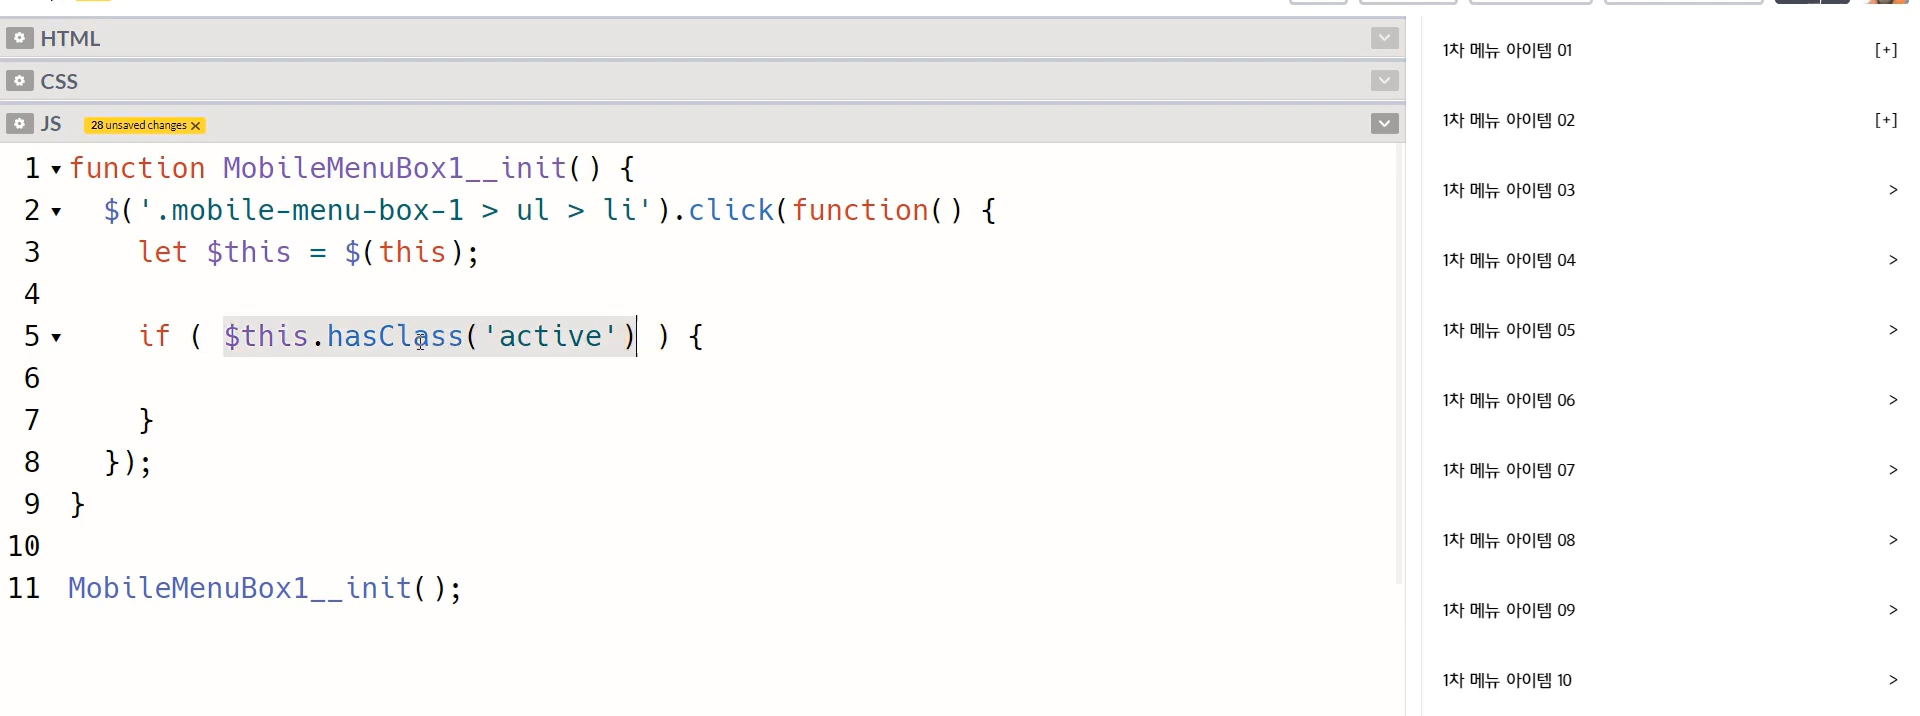 HTML
CSS
JS 28 unsaved changes ×
1 function MobileMenuBox1__init() {
2 $('.mobile-menu-box-1 > ul > li').click(function() {
3 let $this = $(this);
4
5 if ( $this.hasClass('active') ) {
6
7 }
8 });
9 }
10
11 MobileMenuBox1__init();
1차 메뉴 아이템 01 [+]
1차 메뉴 아이템 02 [+]
1차 메뉴 아이템 03 >
1차 메뉴 아이템 04 >
1차 메뉴 아이템 05 >
1차 메뉴 아이템 06 >
1차 메뉴 아이템 07 >
1차 메뉴 아이템 08 >
1차 메뉴 아이템 09 >
1차 메뉴 아이템 10 >